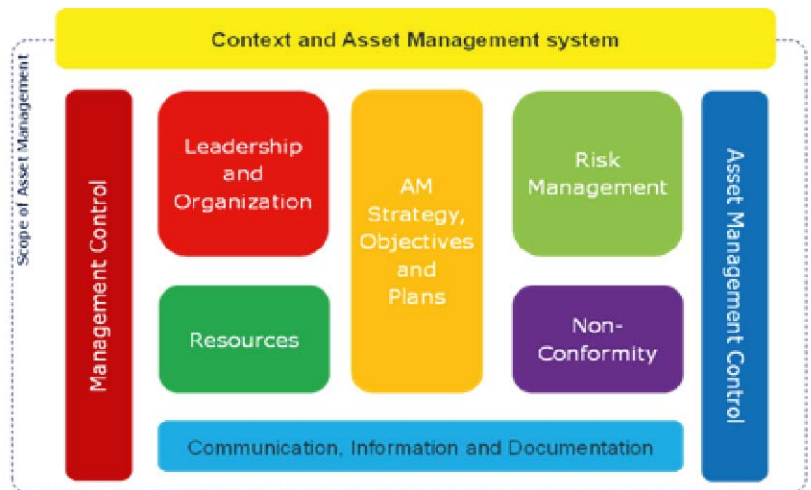 Context and Asset Management system
Scope of Asset Management
Management Control
Leadership
and
Organization
AM
Strategy,
Objectives
and
Plans
Risk
Management
Asset Management Control
Resources
Non-
Conformity
Communication, Information and Documentation